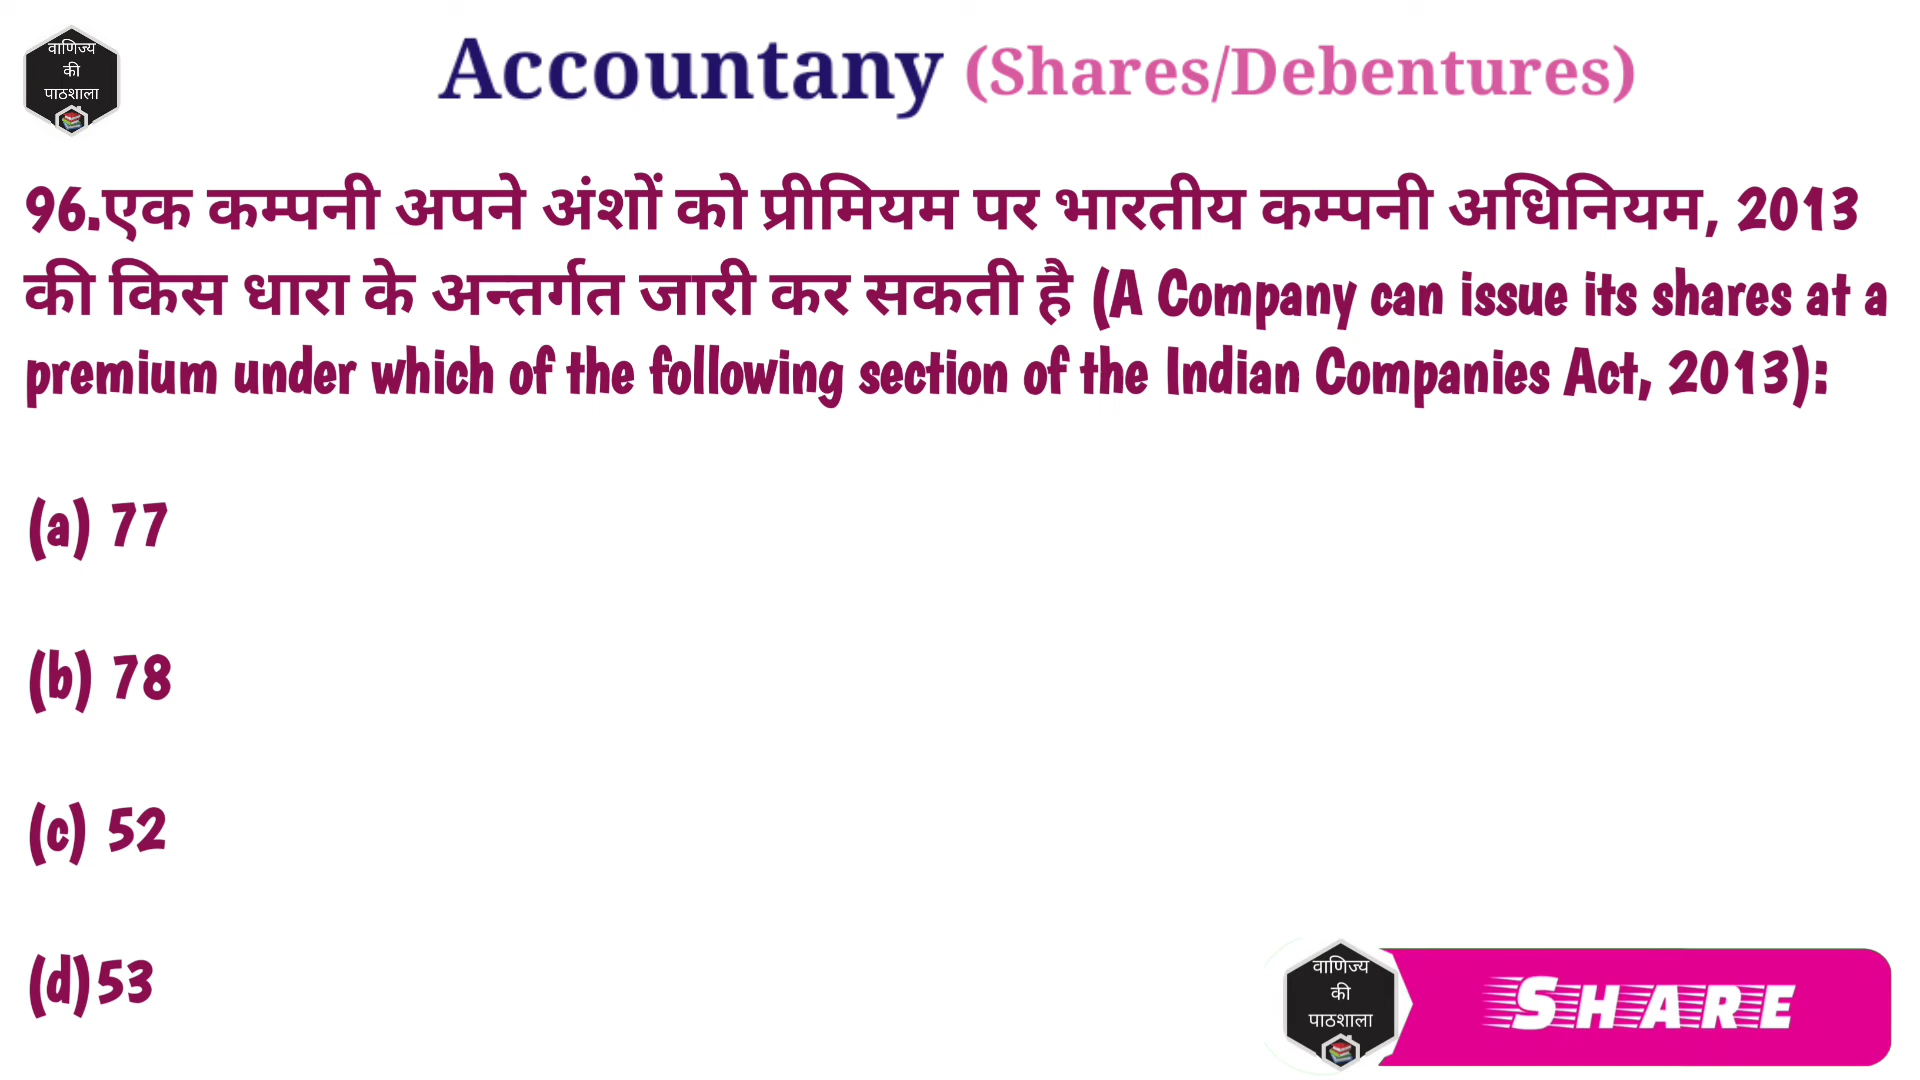 वाणिज्य
की
पाठशाला
Accountany (Shares/Debentures)
96.एक कम्पनी अपने अंशों को प्रीमियम पर भारतीय कम्पनी अधिनियम, 2013
की किस धारा के अन्तर्गत जारी कर सकती है (A Company can issue its shares at a
premium under which of the following section of the Indian Companies Act, 2013):
(a) 77
(b) 78
(c) 52
(d)53
वाणिज्य
की
पाठशाला
SHARE